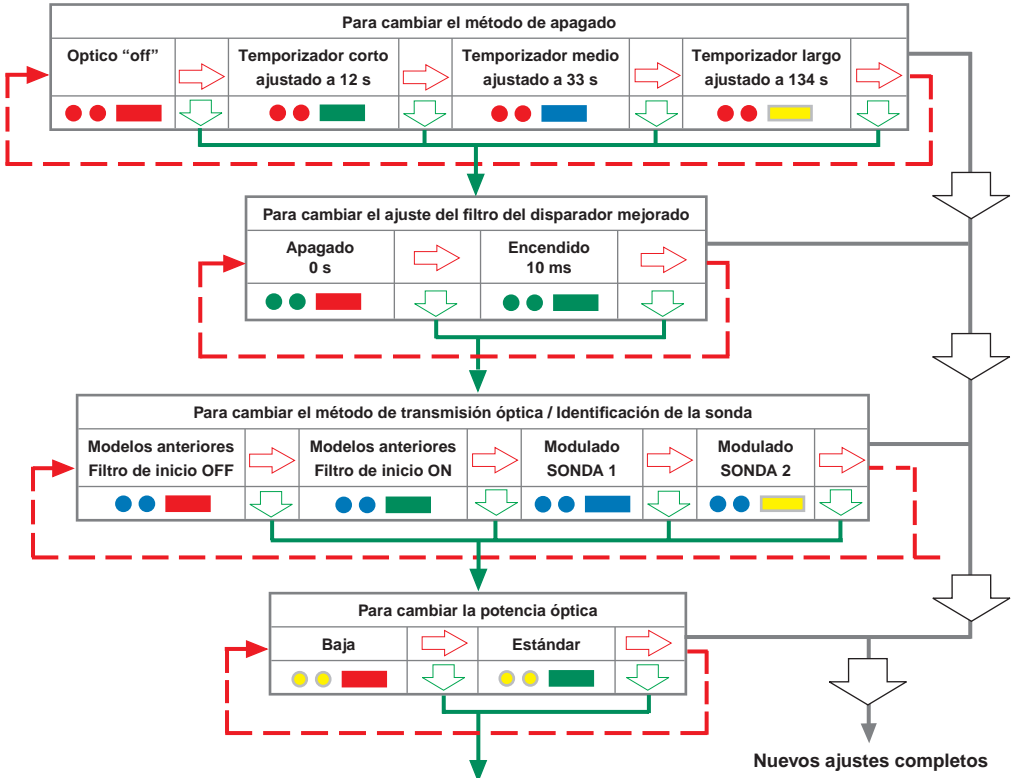 Para cambiar el método de apagado
Optico “off”
Temporizador corto
ajustado a 12 s
Temporizador medio
ajustado a 33 s
Temporizador largo
ajustado a 134 s
Para cambiar el ajuste del filtro del disparador mejorado
Apagado
0 s
Encendido
10 ms
Para cambiar el método de transmisión óptica / Identificación de la sonda
Modelos anteriores
Filtro de inicio OFF
Modelos anteriores
Filtro de inicio ON
Modulado
SONDA 1
Modulado
SONDA 2
Para cambiar la potencia óptica
Baja
Estándar
Nuevos ajustes completos